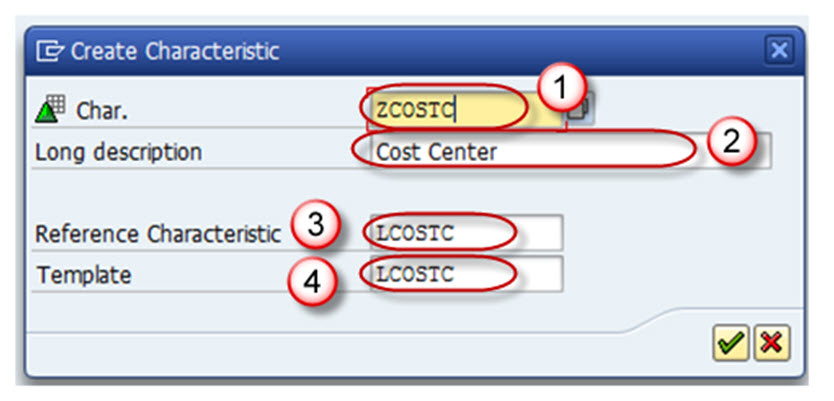 Create Characteristic
Char. ZCOSTC 1
Long description Cost Center 2
Reference Characteristic 3 LCOSTC
Template 4 LCOSTC